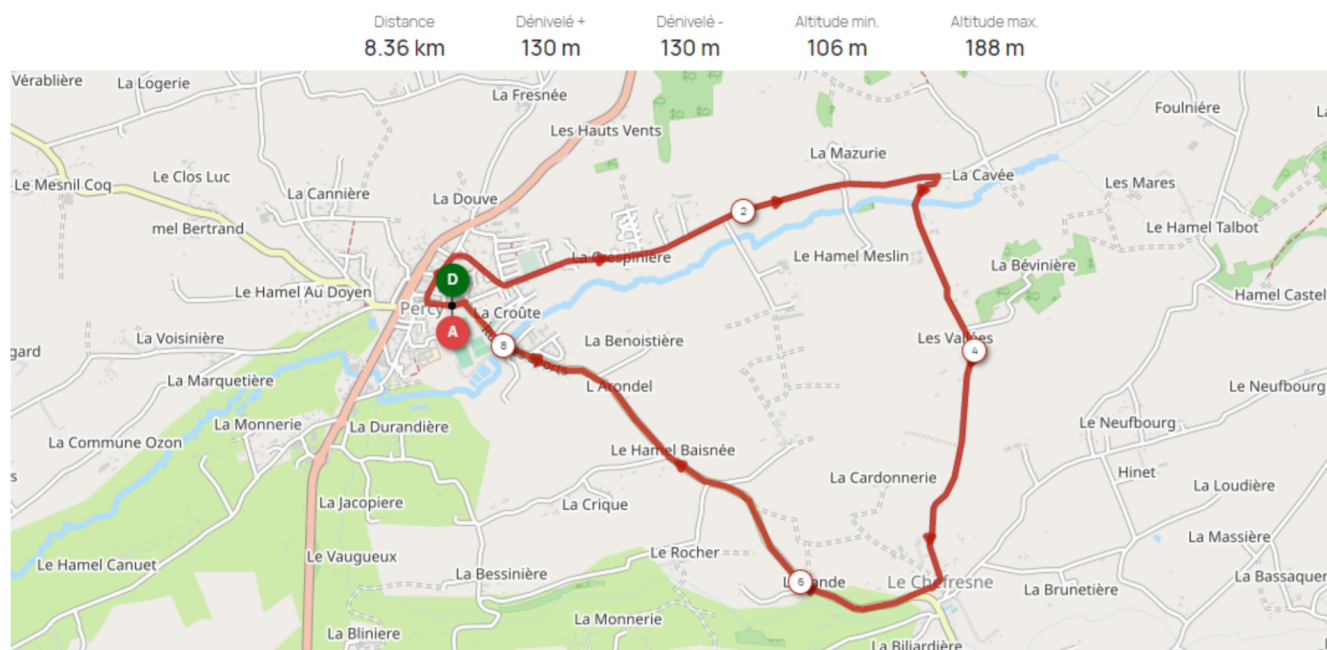 Distance
8.36 km
Dénivelé +
130 m
Dénivelé -
130 m
Altitude min.
106 m
Altitude max.
188 m
Vérablière
La Logerie
La Fresnée
Foulniére
Les Hauts Vents
La Mazurie
Le Mesnil Coq
Le Clos Luc
La Cannière
La Douve
La Cavée
Les Mares
2
mel Bertrand
Le Hamel Talbot
La Crespinière
Le Hamel Meslin
La Bévinière
D
Le Hamel Au Doyen
Percy
La Croûte
Hamel Castel
A
La Voisinière
8
La Benoistière
Les Vallées
4
gard
La Marquetière
L'Arondel
Le Neufbourg
La Monnerie
La Durandière
Le Neufbourg
La Commune Ozon
Le Hamel Baisnée
s
La Cardonnerie
Hinet
La Loudière
La Jacopiere
La Crique
La Massière
Le Hamel Canuet
Le Vaugueux
Le Rocher
La Bessinière
6
Le Chefresne
La Brunetière
La Bassaquer
La Monnerie
La Bliniere
La Biliardière